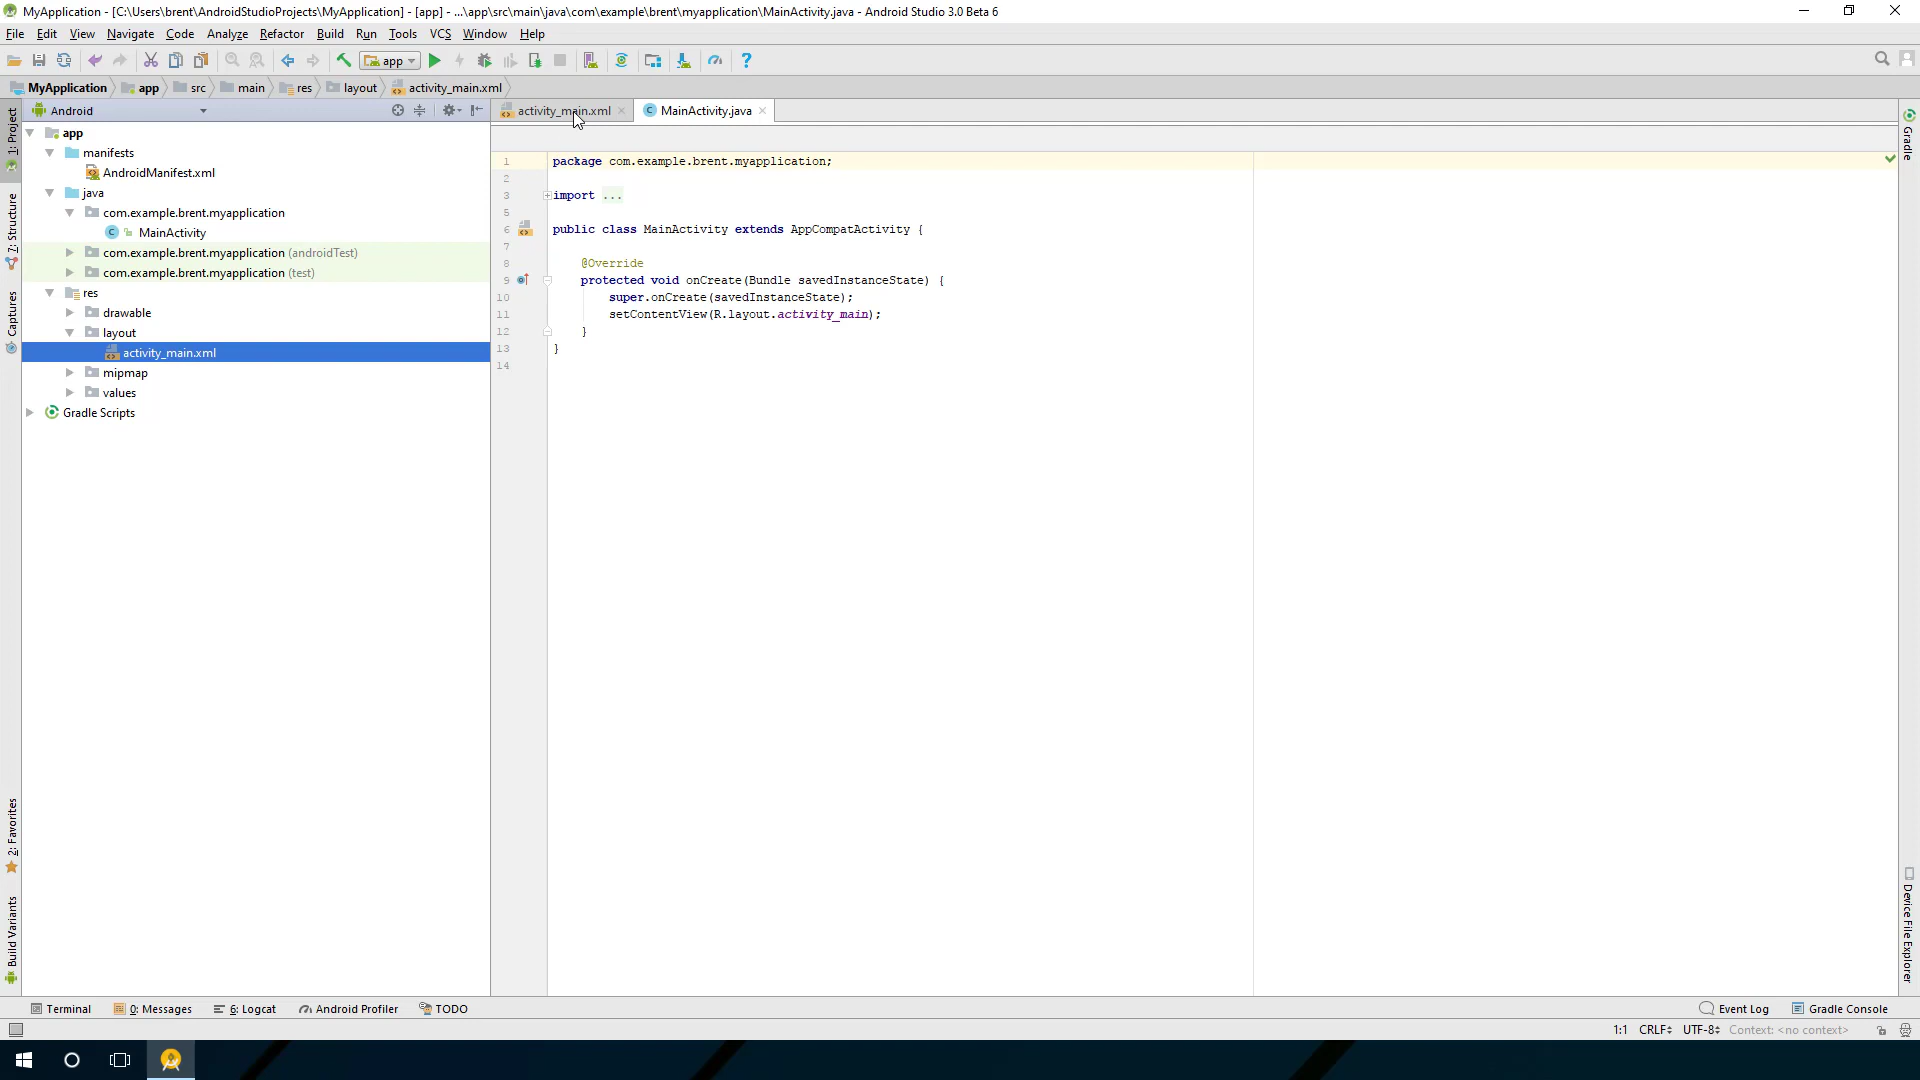 MyApplication - [C:\Users\brent\AndroidStudioProjects\MyApplication] - [app] - ...\app\src\main\java\com\example\brent\myapplication\MainActivity.java - Android Studio 3.0 Beta 6
File Edit View Navigate Code Analyze Refactor Build Run Tools VCS Window Help
app
MyApplication app src main res layout activity_main.xml
Android
activity_main.xml MainActivity.java
1: Project
7: Structure
Captures
2: Favorites
Build Variants
app
manifests
AndroidManifest.xml
java
com.example.brent.myapplication
MainActivity
com.example.brent.myapplication (androidTest)
com.example.brent.myapplication (test)
res
drawable
layout
activity_main.xml
mipmap
values
Gradle Scripts
1 package com.example.brent.myapplication;
2
3 import ...
5
6 public class MainActivity extends AppCompatActivity {
7
8 @Override
9 protected void onCreate(Bundle savedInstanceState) {
10 super.onCreate(savedInstanceState);
11 setContentView(R.layout.activity_main);
12 }
13 }
14
Gradle
Device File Explorer
Terminal 0: Messages 6: Logcat Android Profiler TODO Event Log Gradle Console
1:1 CRLF UTF-8 Context: <no context>